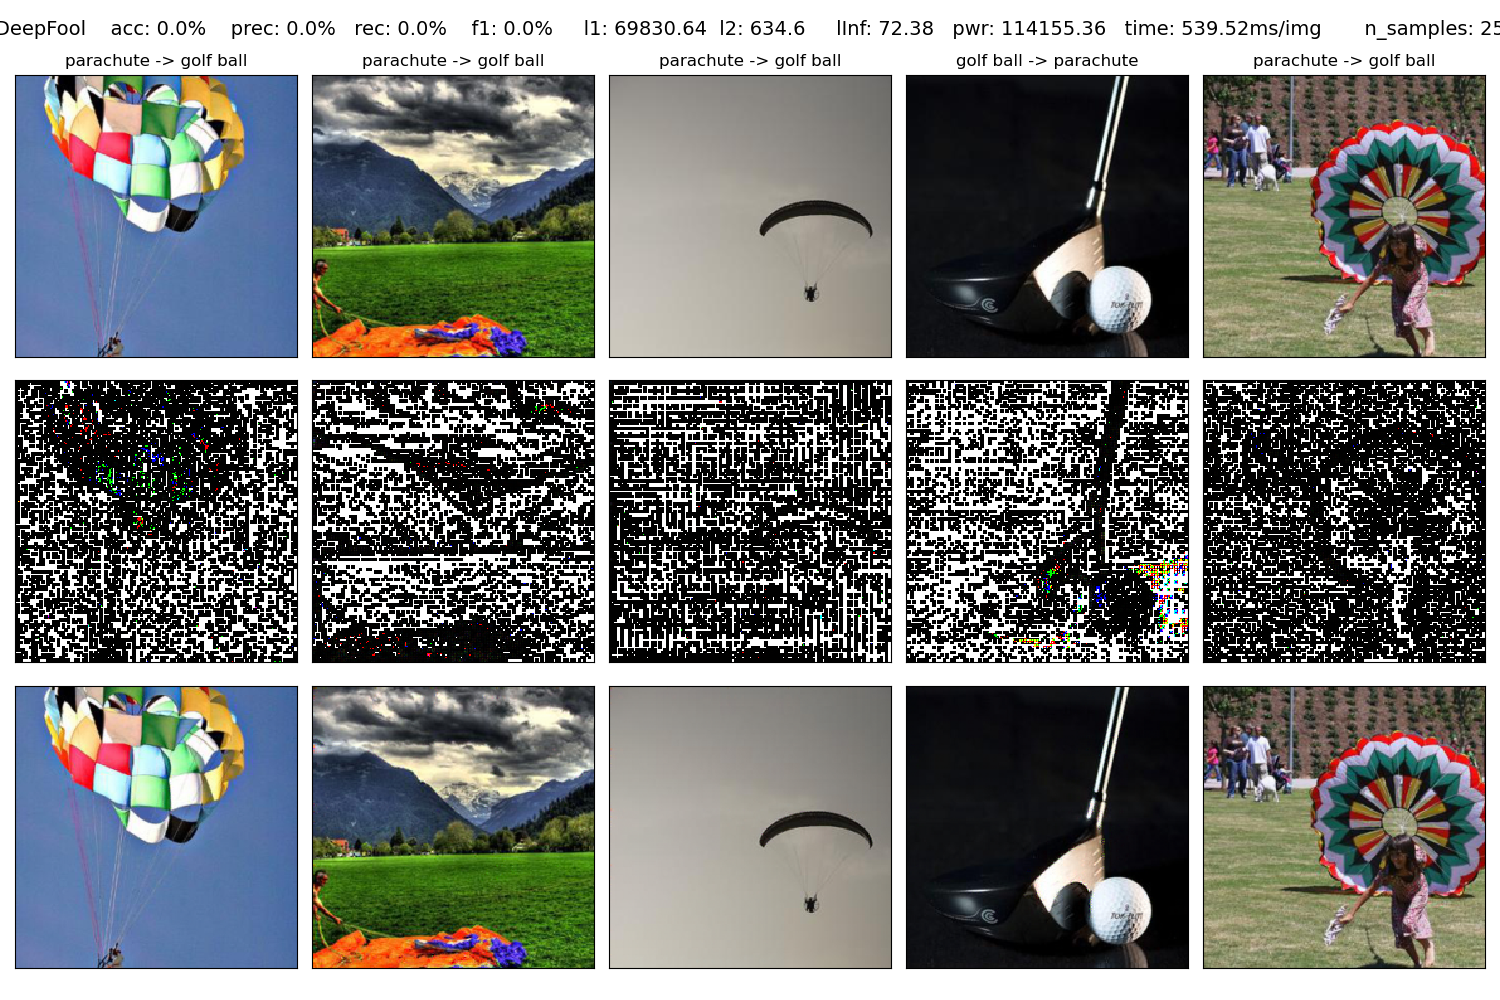 DeepFool acc: 0.0% prec: 0.0% rec: 0.0% f1: 0.0% l1: 69830.64 l2: 634.6 lInf: 72.38 pwr: 114155.36 time: 539.52ms/img n_samples: 25
parachute -> golf ball
parachute -> golf ball
parachute -> golf ball
golf ball -> parachute
parachute -> golf ball